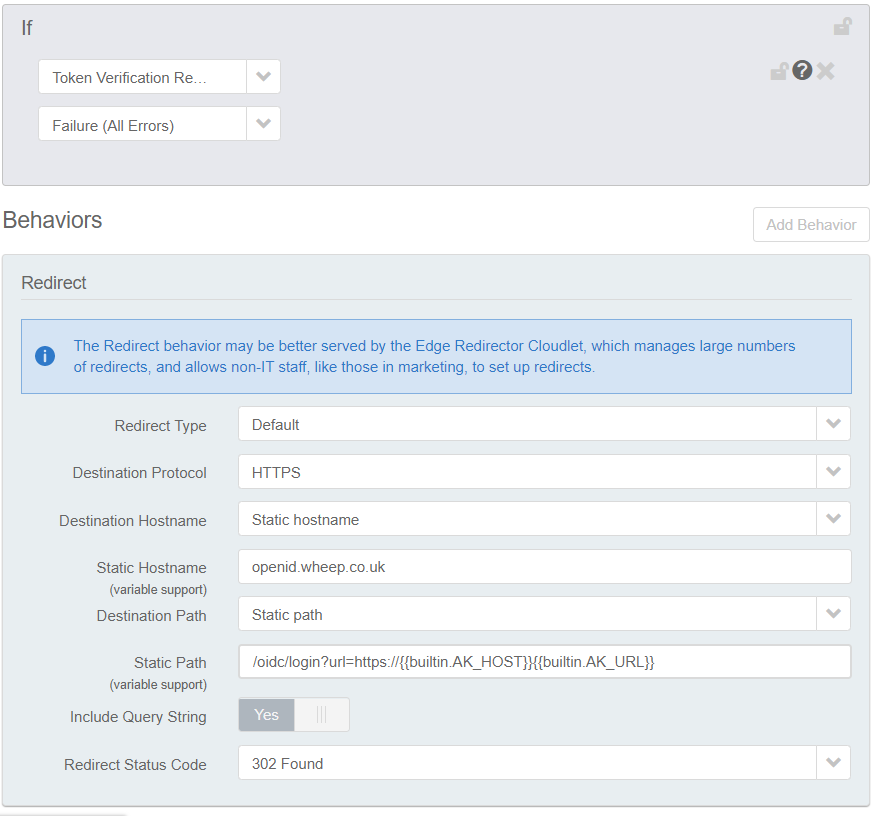 If
Token Verification Re…
?
Failure (All Errors)
Behaviors
Add Behavior
Redirect
i
The Redirect behavior may be better served by the Edge Redirector Cloudlet, which manages large numbers
of redirects, and allows non-IT staff, like those in marketing, to set up redirects.
Redirect Type
Default
Destination Protocol
HTTPS
Destination Hostname
Static hostname
Static Hostname
(variable support)
openid.wheep.co.uk
Destination Path
Static path
Static Path
(variable support)
/oidc/login?url=https://{{builtin.AK_HOST}}{{builtin.AK_URL}}
Include Query String
Yes
Redirect Status Code
302 Found